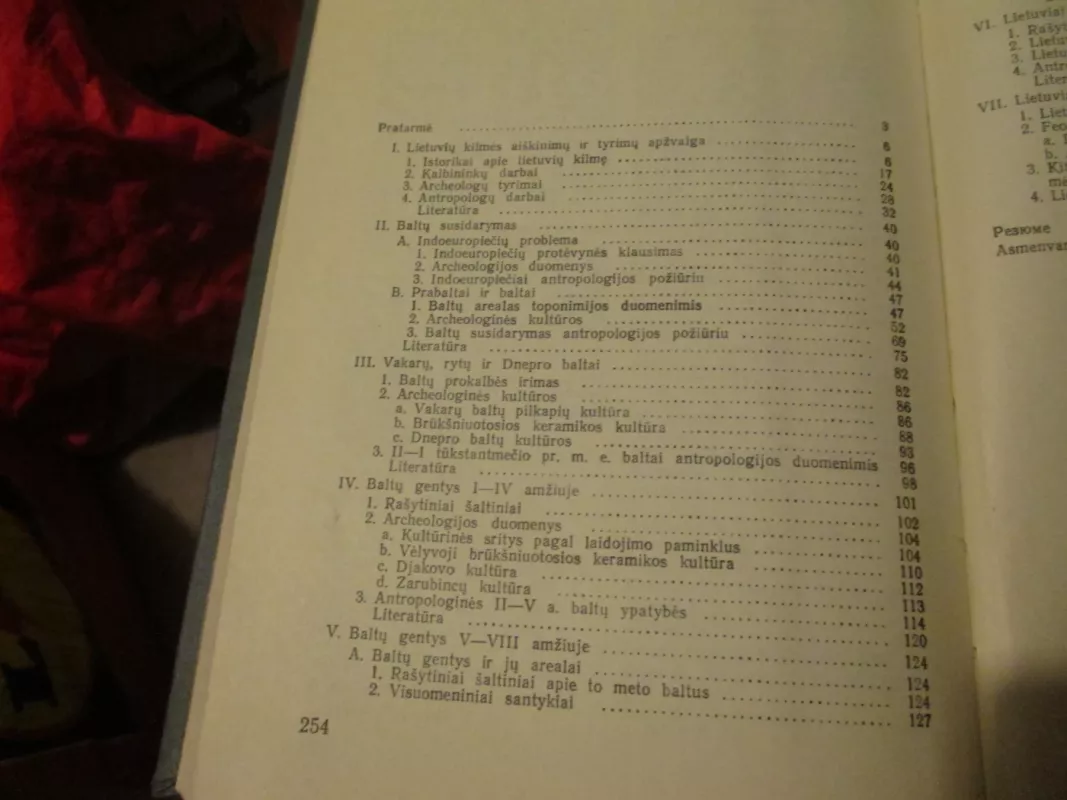 Pratarmė 3
I. Lietuvių kilmės aiškinimų ir tyrimų apžvalga 6
1. Istorikai apie lietuvių kilmę 6
2. Kalbininkų darbai 17
3. Archeologų tyrimai 24
4. Antropologų darbai 28
Literatūra 32
II. Baltų susidarymas 40
A. Indoeuropiečių problema 40
1. Indoeuropiečių protėvynės klausimas 40
2. Archeologijos duomenys 41
3. Indoeuropiečiai antropologijos požiūriu 44
B. Prabaltai ir baltai 47
1. Baltų arealas toponimijos duomenimis 47
2. Archeologinės kultūros 52
3. Baltų susidarymas antropologijos požiūriu 69
Literatūra 75
III. Vakarų, rytų ir Dnepro baltai 82
1. Baltų prokalbės irimas 82
2. Archeologinės kultūros 86
a. Vakarų baltų pilkapių kultūra 86
b. Brūkšniuotosios keramikos kultūra 88
c. Dnepro baltų kultūros 93
3. II—I tūkstantmečio pr. m. e. baltai antropologijos duomenimis 96
Literatūra 98
IV. Baltų gentys I—IV amžiuje 101
1. Rašytiniai šaltiniai 102
2. Archeologijos duomenys 104
a. Kultūrinės sritys pagal laidojimo paminklus 104
b. Vėlyvoji brūkšniuotosios keramikos kultūra 110
c. Djakovo kultūra 112
d. Zarubincų kultūra 113
3. Antropologinės II—V a. baltų ypatybės 114
Literatūra 120
V. Baltų gentys V—VIII amžiuje 124
A. Baltų gentys ir jų arealai 124
1. Rašytiniai šaltiniai apie to meto baltus 124
2. Visuomeniniai santykiai 127
254
VI. Lietuviai
1.
2.
3.
4.
VII.
1.
2.
a.
b.
3.
4.
Резюме